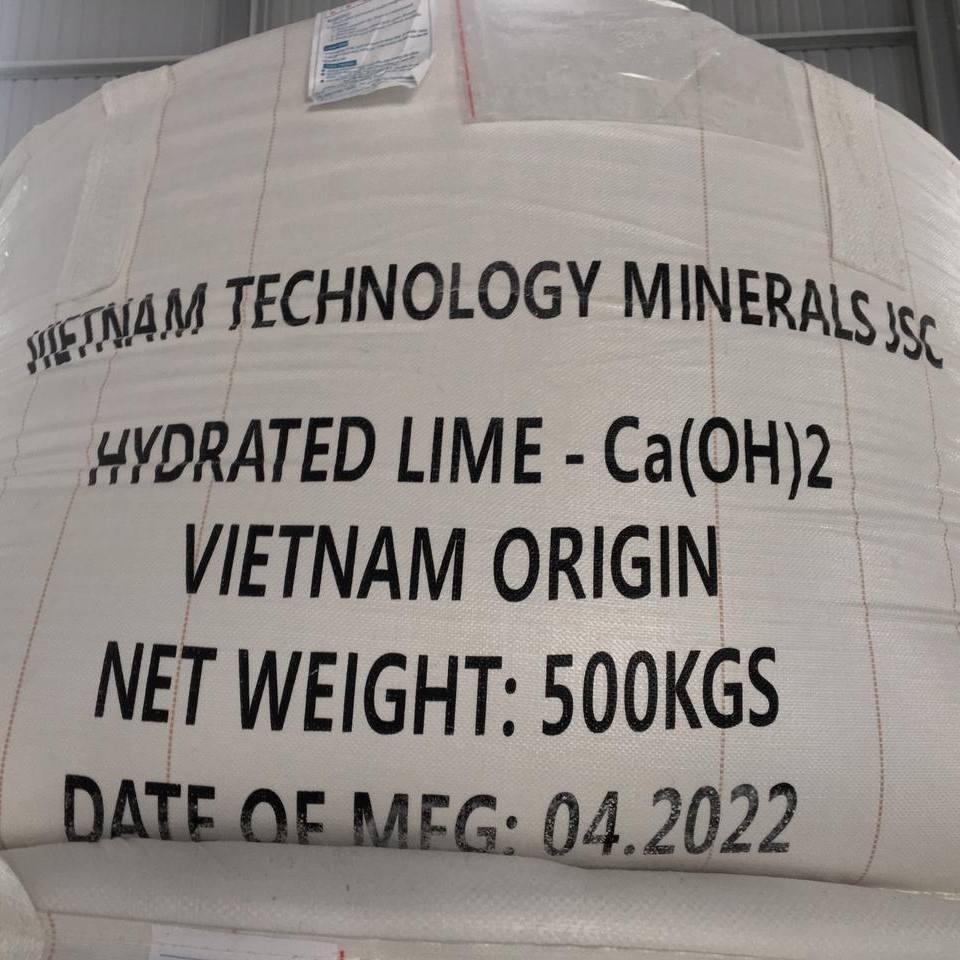 VIETNAM TECHNOLOGY MINERALS JSC
HYDRATED LIME - Ca(OH)2
VIETNAM ORIGIN
NET WEIGHT: 500KGS
DATE OF MFG: 04.2022